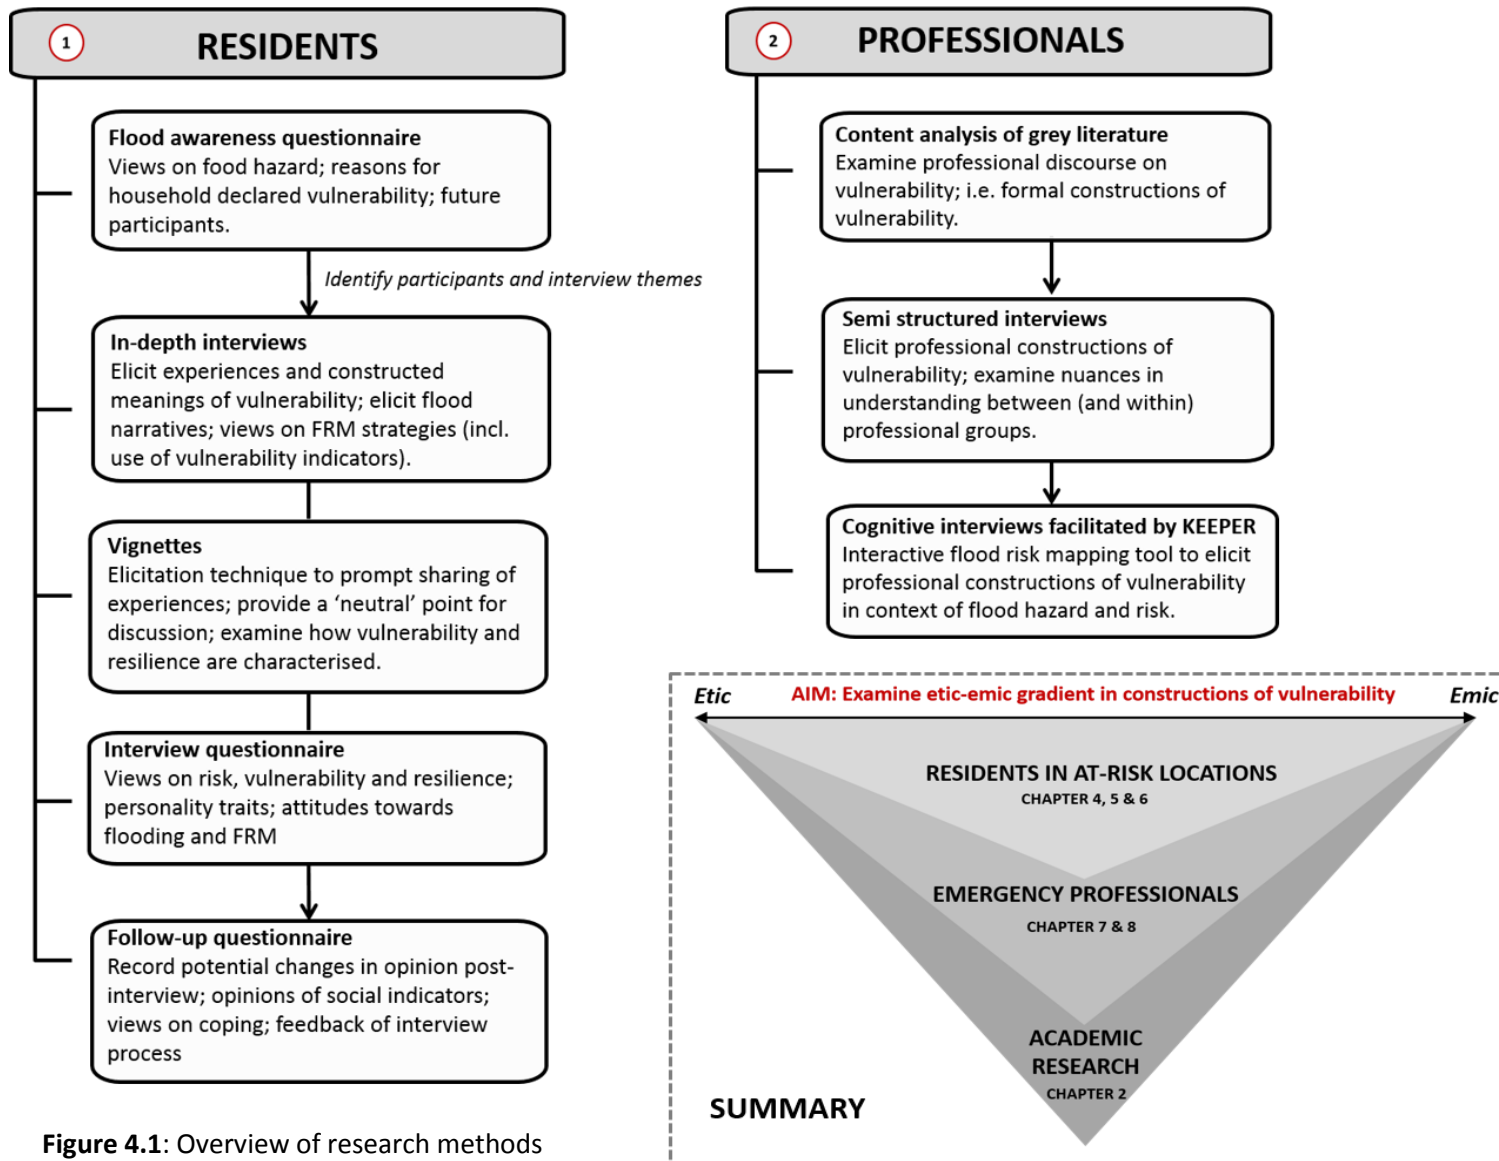 1
RESIDENTS
Flood awareness questionnaire
Views on food hazard; reasons for
household declared vulnerability; future
participants.
Identify participants and interview themes
In-depth interviews
Elicit experiences and constructed
meanings of vulnerability; elicit flood
narratives; views on FRM strategies (incl.
use of vulnerability indicators).
Vignettes
Elicitation technique to prompt sharing of
experiences; provide a ‘neutral’ point for
discussion; examine how vulnerability and
resilience are characterised.
Interview questionnaire
Views on risk, vulnerability and resilience;
personality traits; attitudes towards
flooding and FRM
Follow-up questionnaire
Record potential changes in opinion post-
interview; opinions of social indicators;
views on coping; feedback of interview
process
2
PROFESSIONALS
Content analysis of grey literature
Examine professional discourse on
vulnerability; i.e. formal constructions of
vulnerability.
Semi structured interviews
Elicit professional constructions of
vulnerability; examine nuances in
understanding between (and within)
professional groups.
Cognitive interviews facilitated by KEEPER
Interactive flood risk mapping tool to elicit
professional constructions of vulnerability
in context of flood hazard and risk.
Etic
AIM: Examine etic-emic gradient in constructions of vulnerability
Emic
RESIDENTS IN AT-RISK LOCATIONS
CHAPTER 4, 5 & 6
EMERGENCY PROFESSIONALS
CHAPTER 7 & 8
ACADEMIC
RESEARCH
CHAPTER 2
SUMMARY
Figure 4.1: Overview of research methods